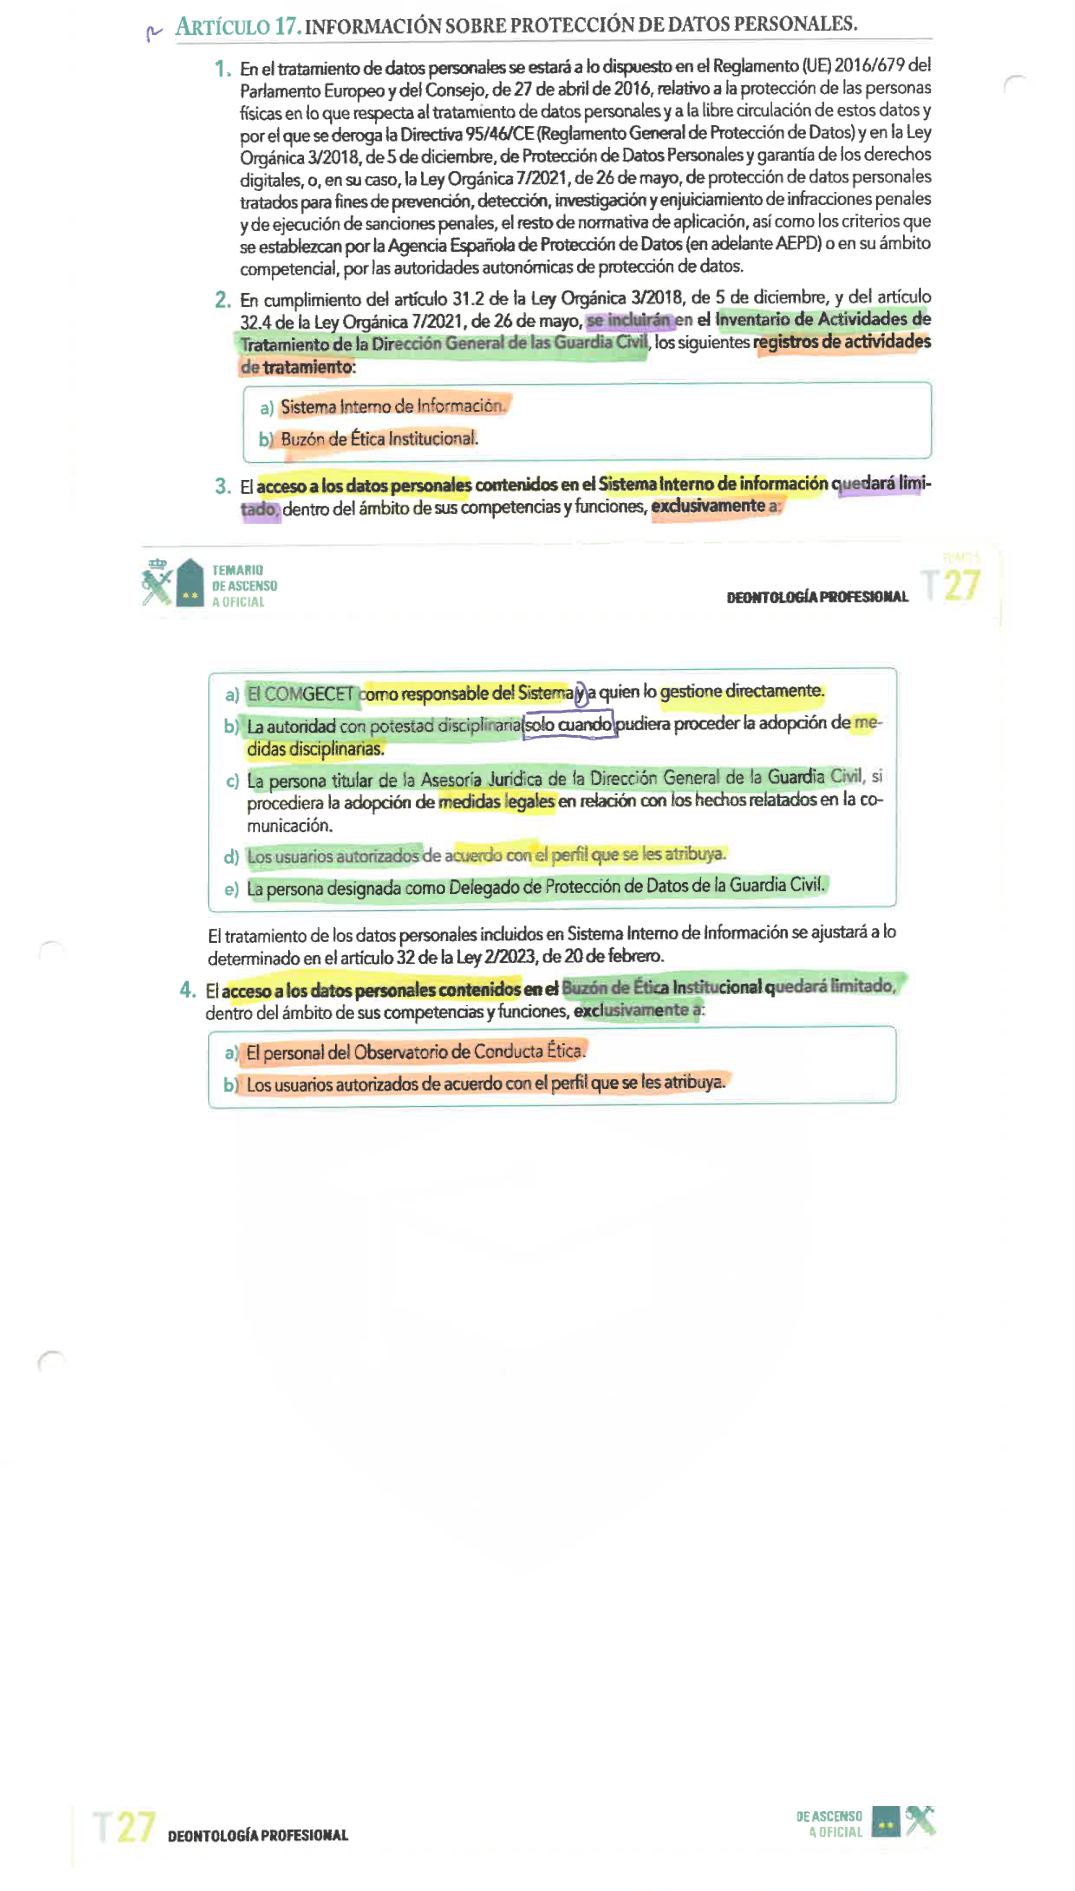 ARTÍCULO 17. INFORMACIÓN SOBRE PROTECCIÓN DE DATOS PERSONALES.
1. En el tratamiento de datos personales se estará a lo dispuesto en el Reglamento (UE) 2016/679 del
Parlamento Europeo y del Consejo, de 27 de abril de 2016, relativo a la protección de las personas
físicas en lo que respecta al tratamiento de datos personales y a la libre circulación de estos datos y
por el que se deroga la Directiva 95/46/CE (Reglamento General de Protección de Datos) y en la Ley
Orgánica 3/2018, de 5 de diciembre, de Protección de Datos Personales y garantía de los derechos
digitales, o, en su caso, la Ley Orgánica 7/2021, de 26 de mayo, de protección de datos personales
tratados para fines de prevención, detección, investigación y enjuiciamiento de infracciones penales
y de ejecución de sanciones penales, el resto de normativa de aplicación, así como los criterios que
se establezcan por la Agencia Española de Protección de Datos (en adelante AEPD) o en su ámbito
competencial, por las autoridades autonómicas de protección de datos.
2. En cumplimiento del artículo 31.2 de la Ley Orgánica 3/2018, de 5 de diciembre, y del artículo
32.4 de la Ley Orgánica 7/2021, de 26 de mayo, se incluirán en el Inventario de Actividades de
Tratamiento de la Dirección General de las Guardia Civil, los siguientes registros de actividades
de tratamiento:
a) Sistema Interno de Información.
b) Buzón de Ética Institucional.
3. El acceso a los datos personales contenidos en el Sistema Interno de información quedará limi-
tado, dentro del ámbito de sus competencias y funciones, exclusivamente a:
TEMARIO
DE ASCENSO
A OFICIAL
DEONTOLOGÍA PROFESIONAL
T27
a) El COMGECET como responsable del Sistema y a quien lo gestione directamente.
b) La autoridad con potestad disciplinaria solo cuando pudiera proceder la adopción de me-
didas disciplinarias.
c) La persona titular de la Asesoría Jurídica de la Dirección General de la Guardia Civil, si
procediera la adopción de medidas legales en relación con los hechos relatados en la co-
municación.
d) Los usuarios autorizados de acuerdo con el perfil que se les atribuya.
e) La persona designada como Delegado de Protección de Datos de la Guardia Civil.
El tratamiento de los datos personales incluidos en Sistema Interno de Información se ajustará a lo
determinado en el artículo 32 de la Ley 2/2023, de 20 de febrero.
4. El acceso a los datos personales contenidos en el Buzón de Ética Institucional quedará limitado,
dentro del ámbito de sus competencias y funciones, exclusivamente a:
a) El personal del Observatorio de Conducta Ética.
b) Los usuarios autorizados de acuerdo con el perfil que se les atribuya.
T27 DEONTOLOGÍA PROFESIONAL
DE ASCENSO
A OFICIAL